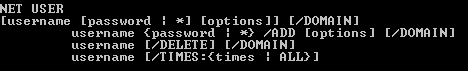 NET USER
[username [password ¦ *] [options]] [/DOMAIN]
username {password ¦ *} /ADD [options] [/DOMAIN]
username [/DELETE] [/DOMAIN]
username [/TIMES:{times ¦ ALL}]